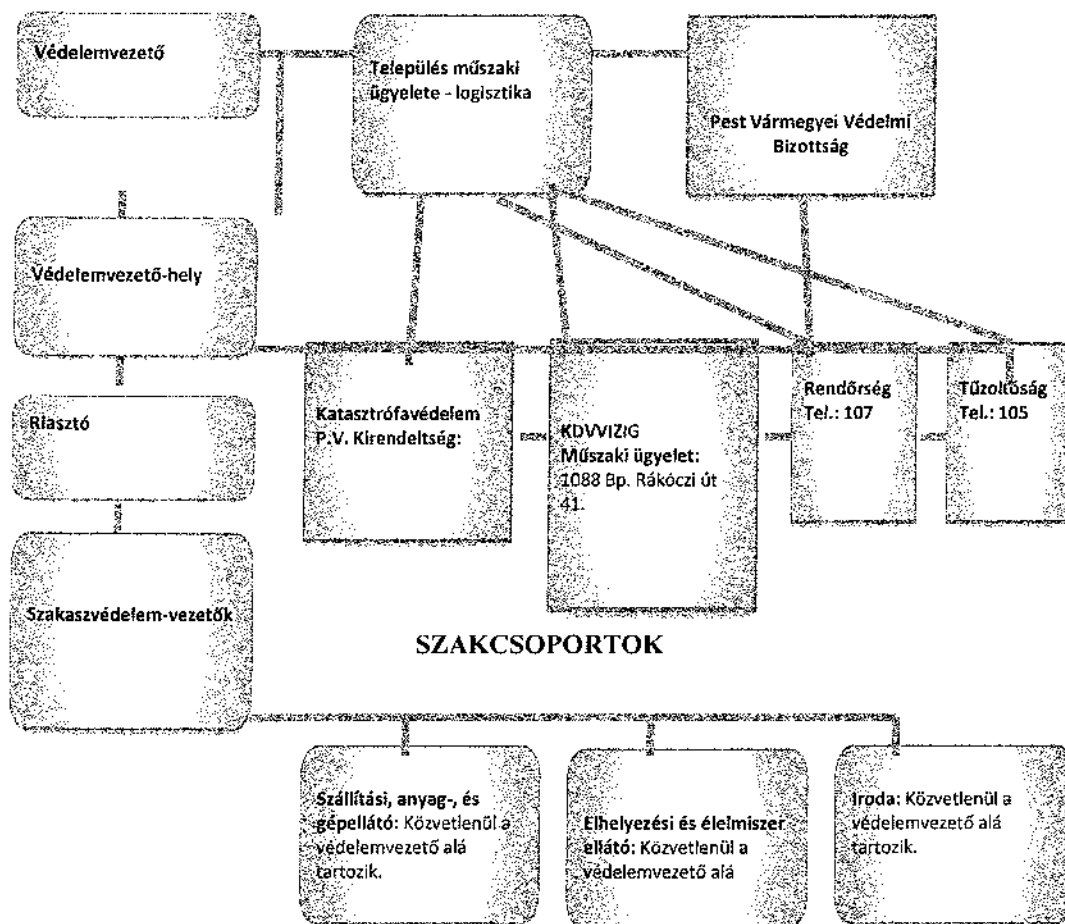 Védelemvezető
Település műszaki
ügyelete - logisztika
Pest Vármegyei Védelmi
Bizottság
Védelemvezető-hely
Riasztó
Szakaszvédelem-vezetők
Katasztrófavédelem
P.V. Kirendeltség:
KDVVIZIG
Műszaki ügyelet:
1088 Bp. Rákóczi út
41.
Rendőrség
Tel.: 107
Tűzoltóság
Tel.: 105
SZAKCSOPORTOK
Szállítási, anyag-, és
gépellátó: Közvetlenül a
védelemvezető alá
tartozik.
Elhelyezési és élelmiszer
ellátó: Közvetlenül a
védelemvezető alá
Iroda: Közvetlenül a
védelemvezető alá
tartozik.